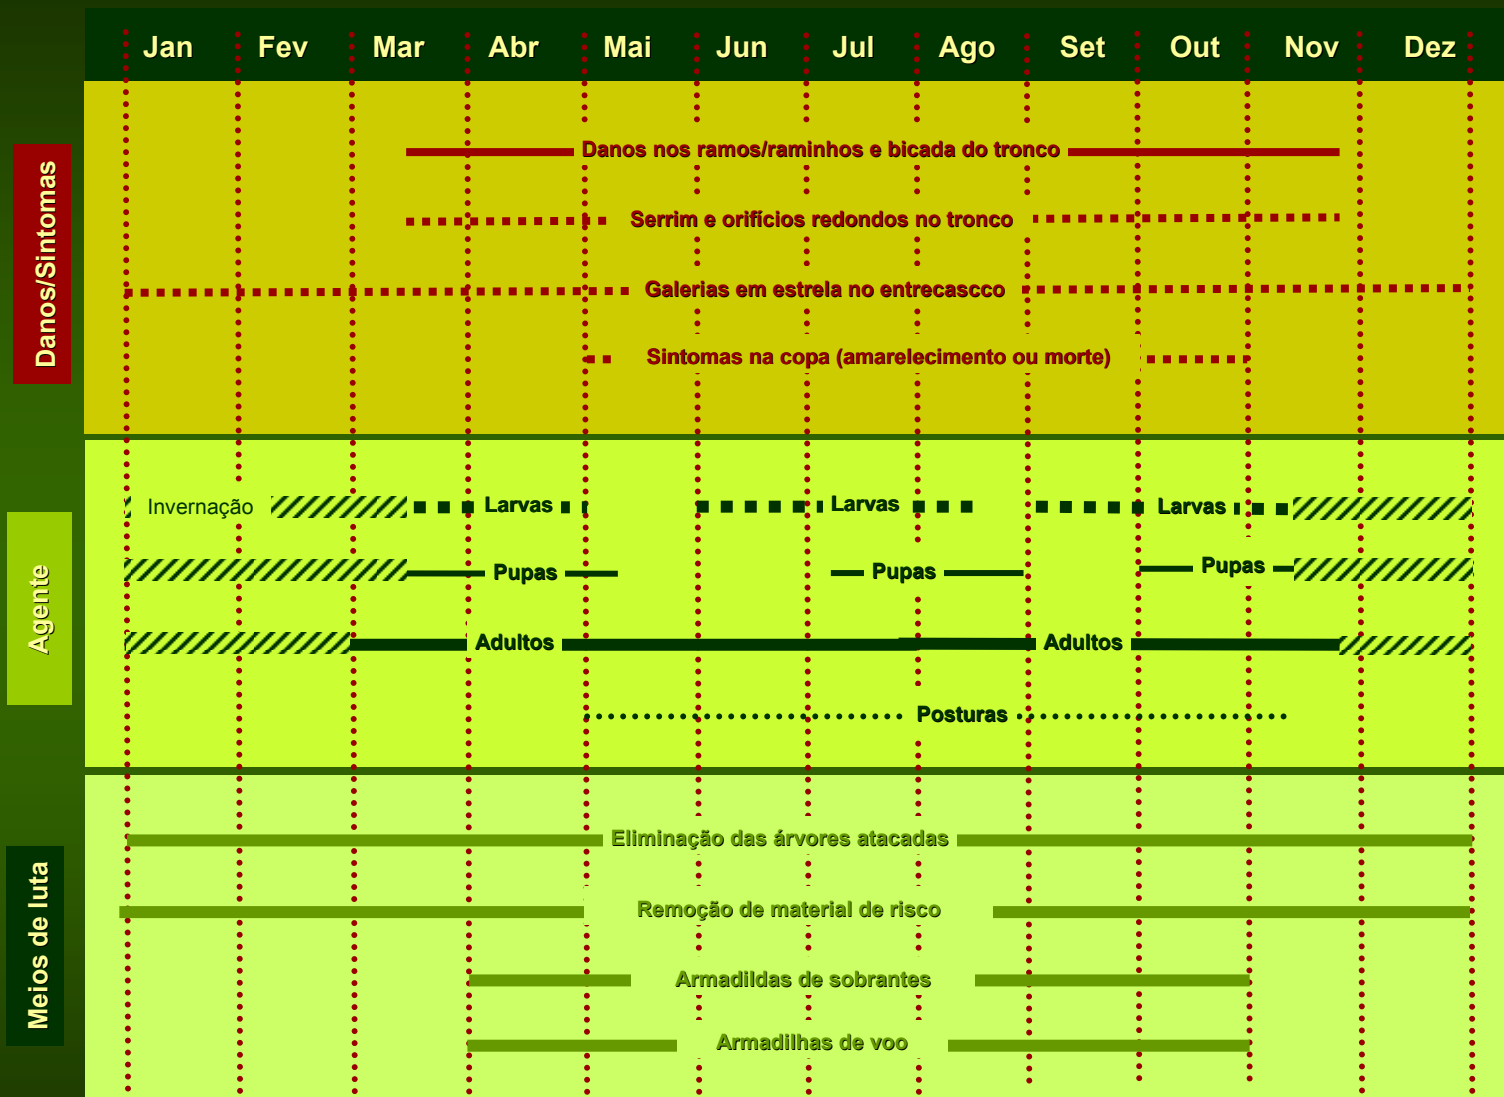 Jan Fev Mar Abr Mai Jun Jul Ago Set Out Nov Dez
Danos/Sintomas
Danos nos ramos/raminhos e bicada do tronco
Serrim e orifícios redondos no tronco
Galerias em estrela no entrecascco
Sintomas na copa (amarelecimento ou morte)
Agente
Invernação Larvas Larvas Larvas
Pupas Pupas Pupas
Adultos Adultos
Posturas
Meios de luta
Eliminação das árvores atacadas
Remoção de material de risco
Armadildas de sobrantes
Armadilhas de voo